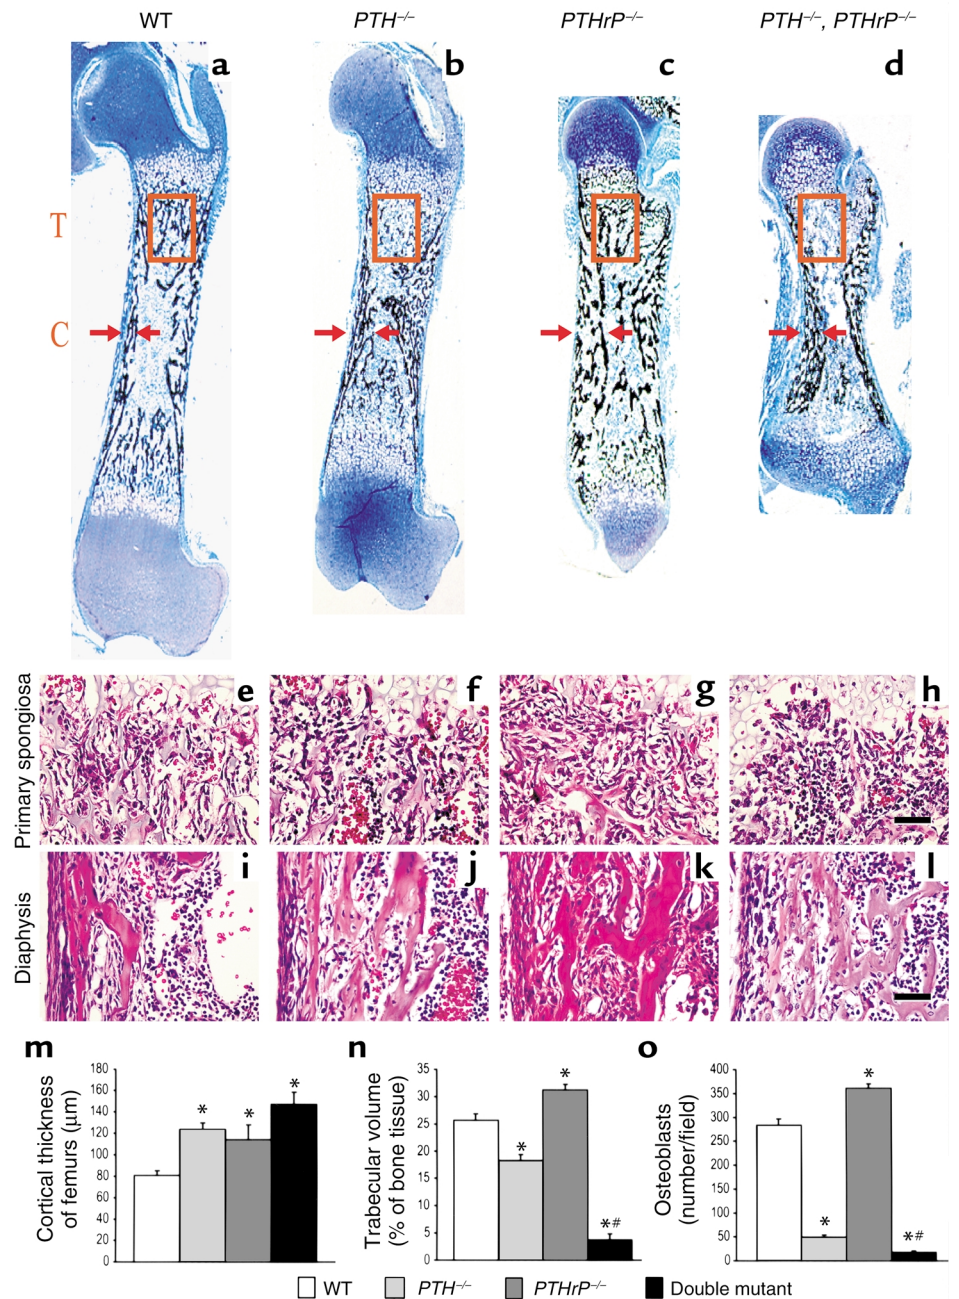 WT PTH–/– PTHrP–/– PTH–/–, PTHrP–/–
a b c d
T
C
Primary spongiosa
e f g h
Diaphysis
i j k l
m n o
Cortical thickness
of femurs (μm)
180
160
140
120
100
80
60
40
20
0
* * *
Trabecular volume
(% of bone tissue)
35
30
25
20
15
10
5
0
* * *#
Osteoblasts
(number/field)
400
350
300
250
200
150
100
50
0
* * *#
WT PTH–/– PTHrP–/– Double mutant